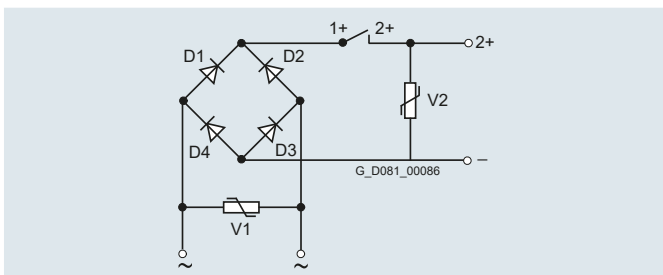 1+ 2+
2+
D1 D2
V2
D4 D3
−
G_D081_00086
V1
~ ~